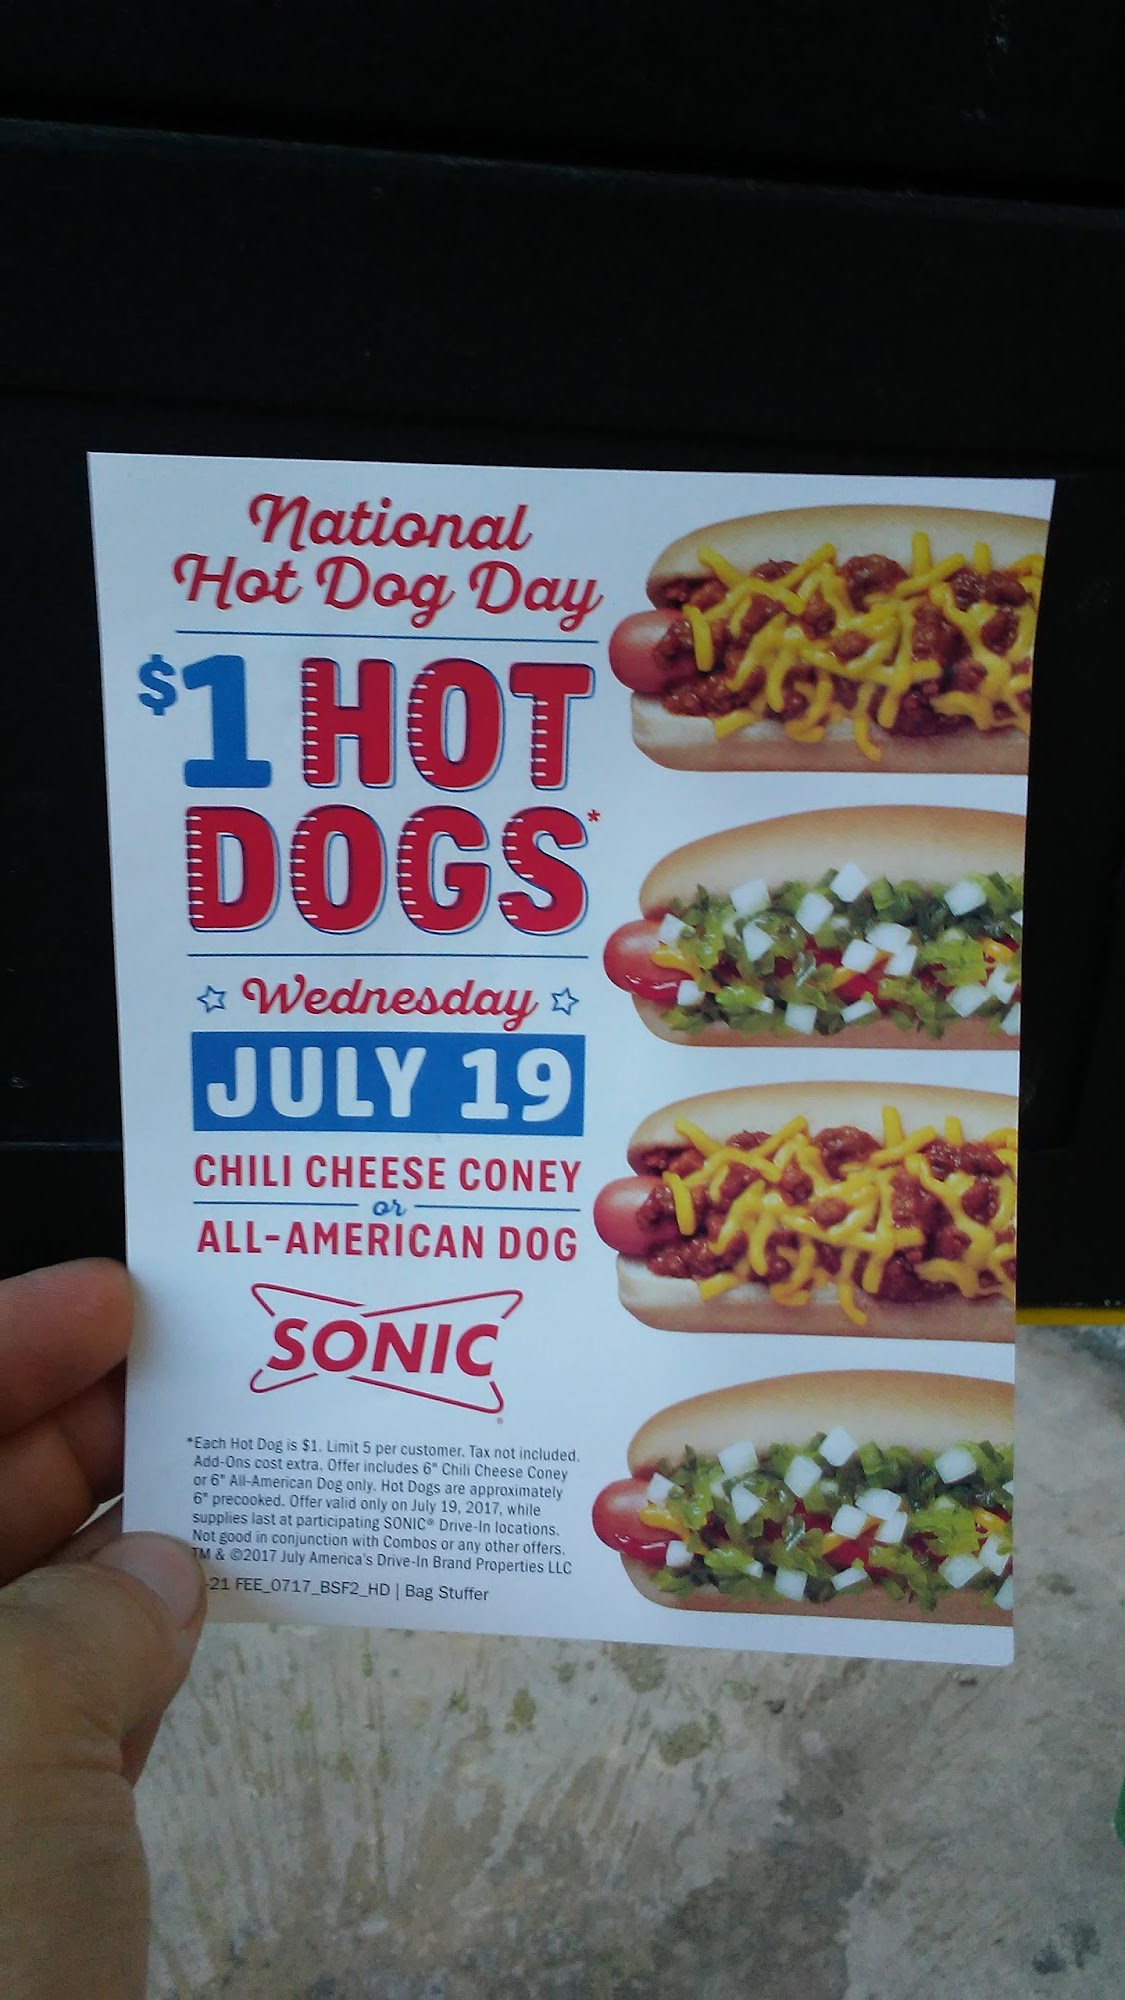 National
Hot Dog Day
$1 HOT
DOGS*
Wednesday
JULY 19
CHILI CHEESE CONEY
or
ALL-AMERICAN DOG
SONIC
*Each Hot Dog is $1. Limit 5 per customer. Tax not included.
Add-Ons cost extra. Offer includes 6" Chili Cheese Coney
or 6" All-American Dog only. Hot Dogs are approximately
6" precooked. Offer valid only on July 19, 2017, while
supplies last at participating SONIC® Drive-In locations.
Not good in conjunction with Combos or any other offers.
TM & ©2017 July America's Drive-In Brand Properties LLC
-21 FEE_0717_BSF2_HD | Bag Stuffer